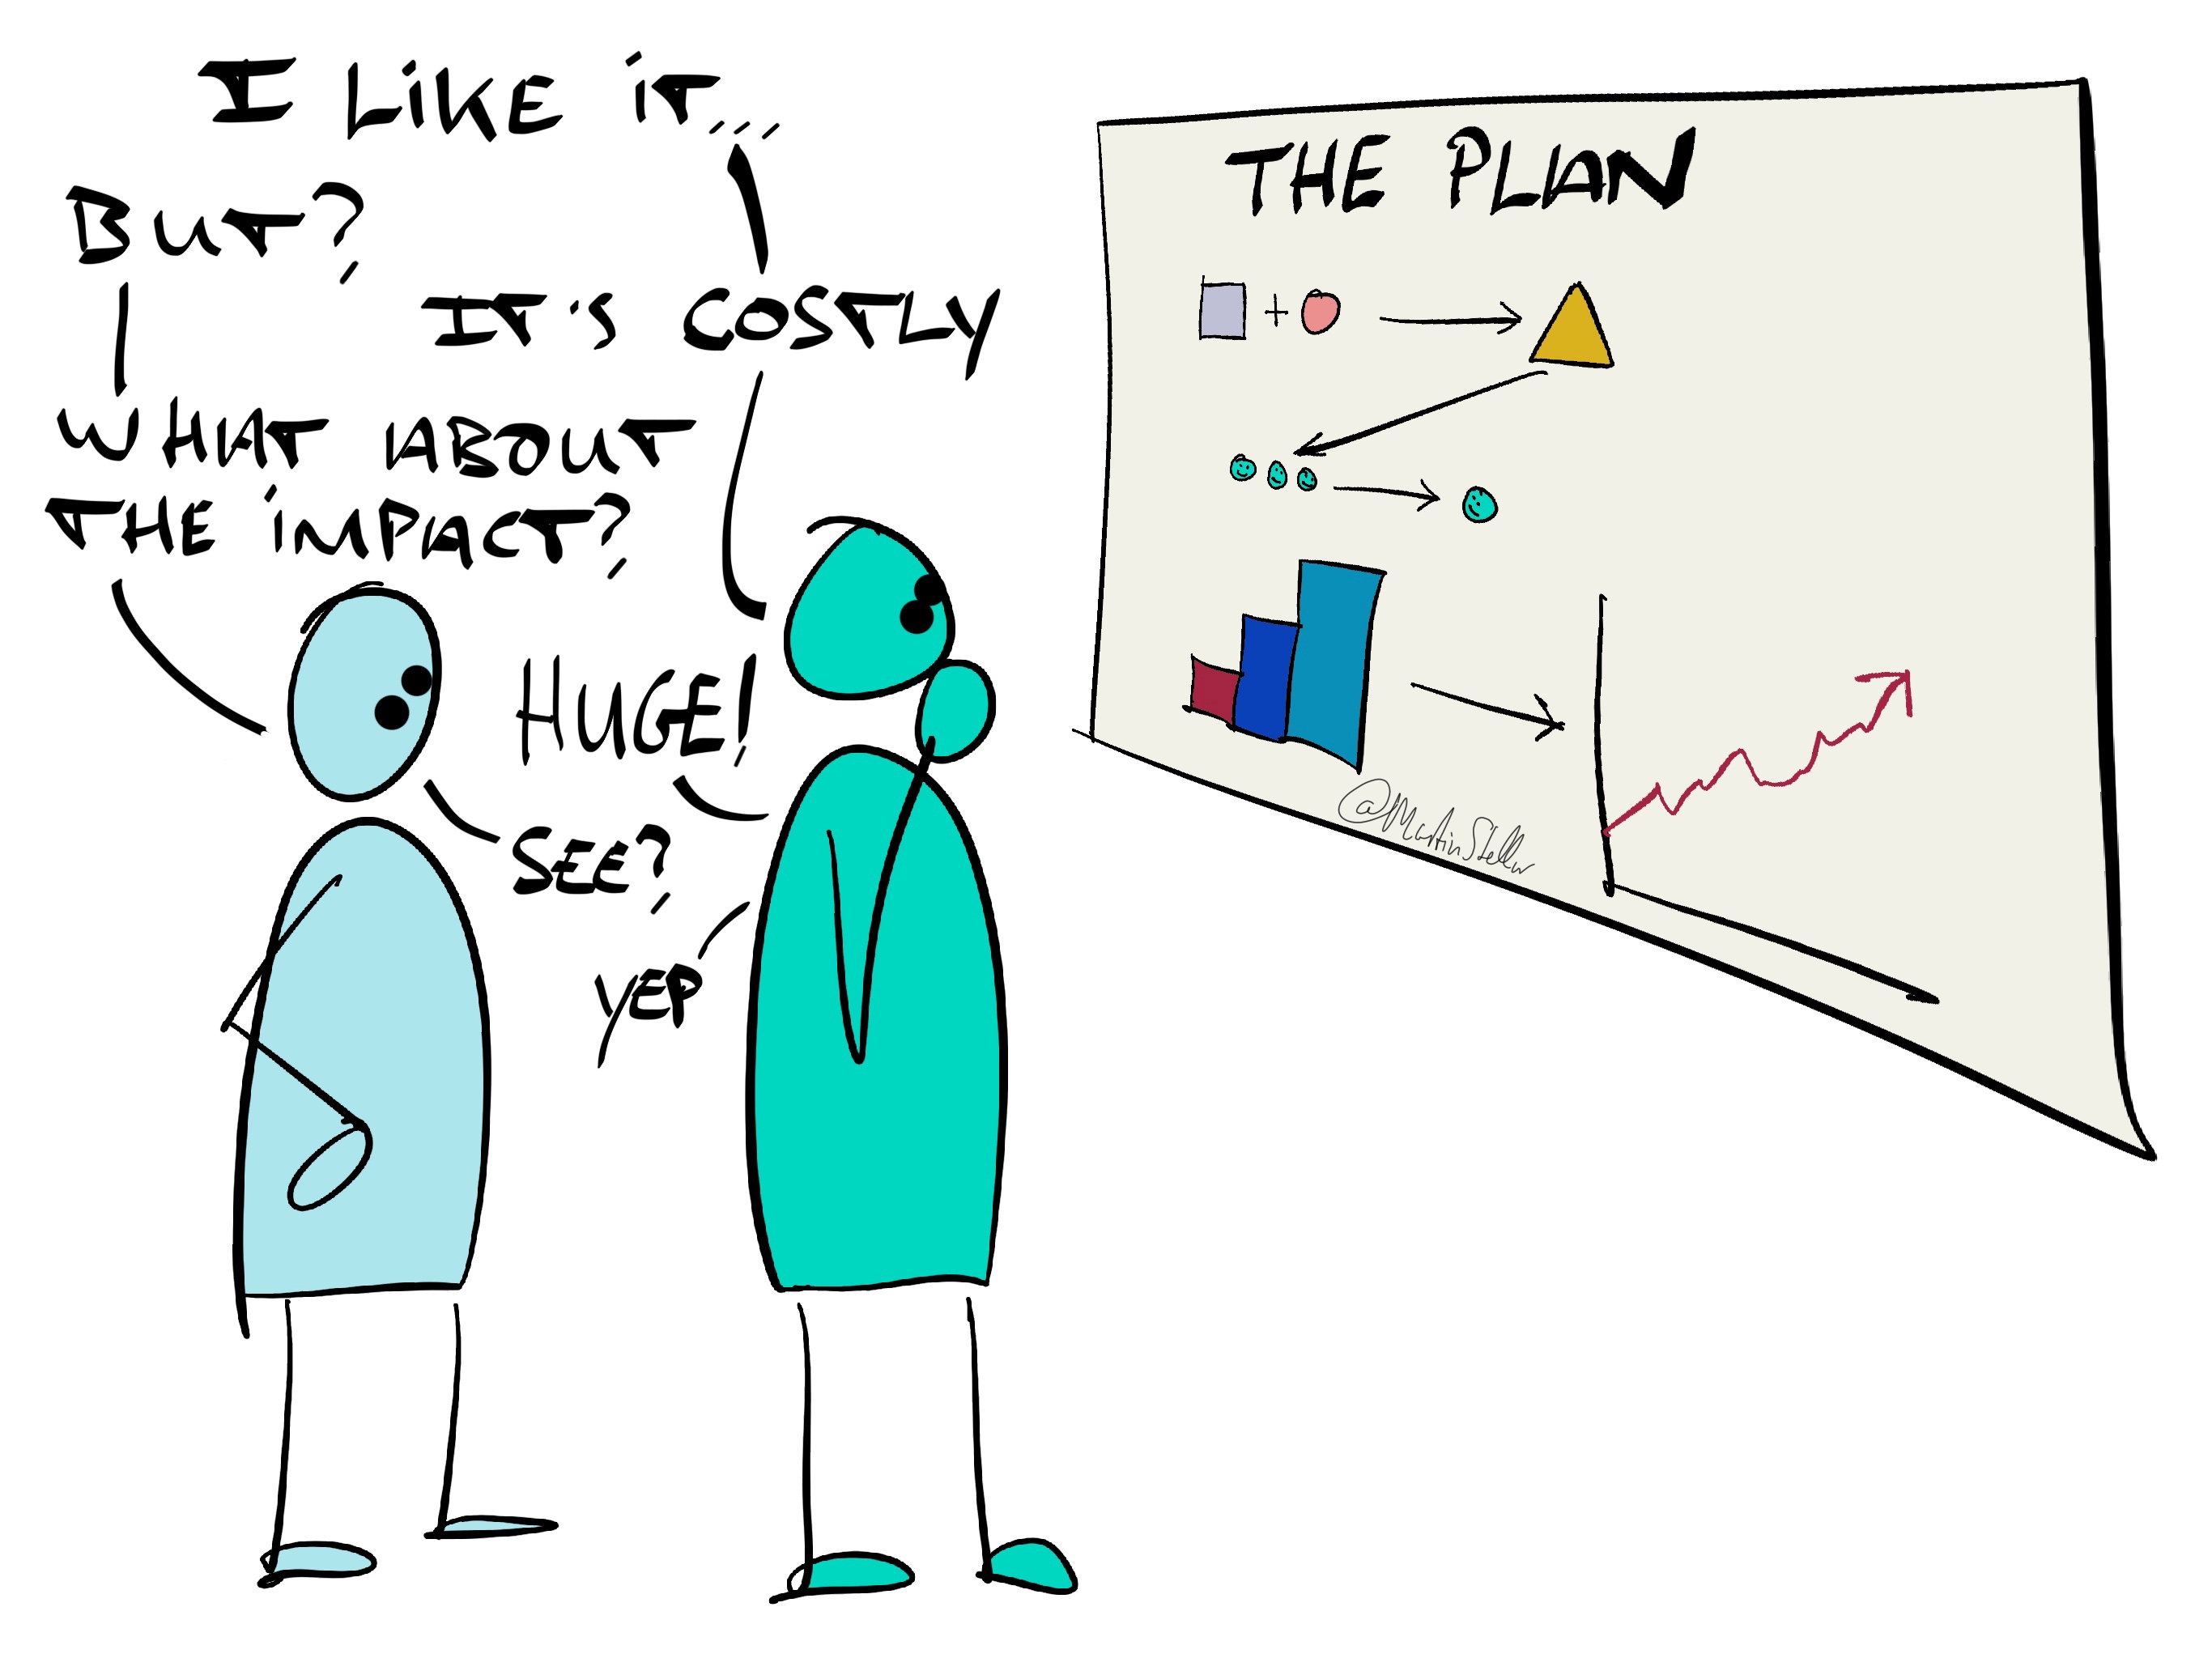 I LIKE IT...
BUT?
IT'S COSTLY
WHAT ABOUT
THE IMPACT?
HUGE!
SEE?
YEP
THE PLAN
+
@MartinStellar